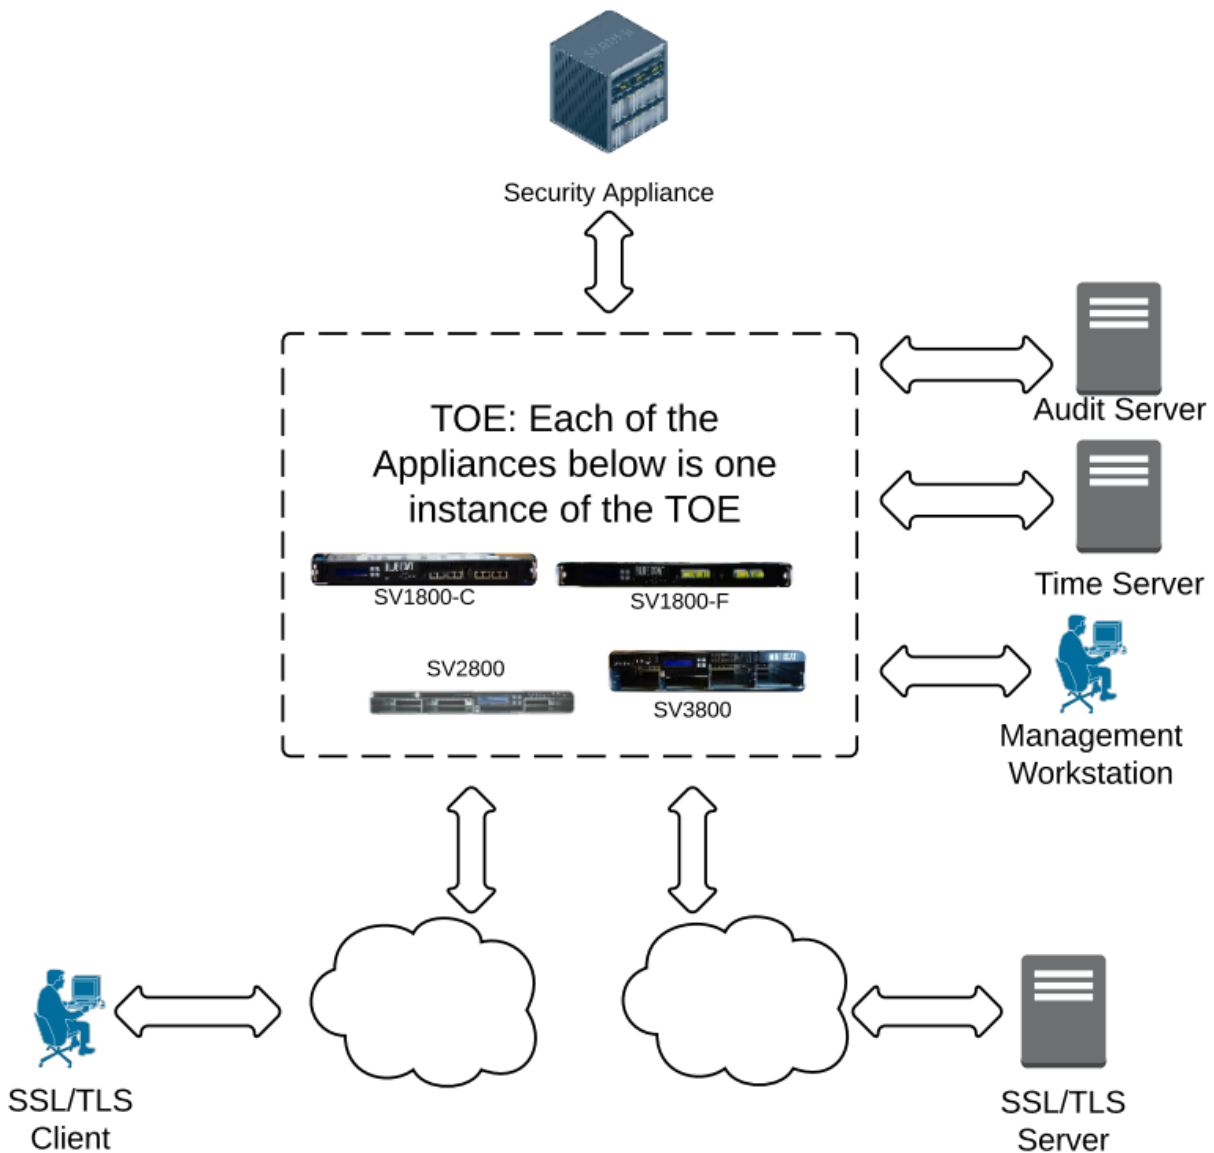 Security Appliance
Audit Server
TOE: Each of the
Appliances below is one
instance of the TOE
Time Server
SV1800-C
SV1800-F
SV2800
SV3800
Management
Workstation
SSL/TLS
Client
SSL/TLS
Server